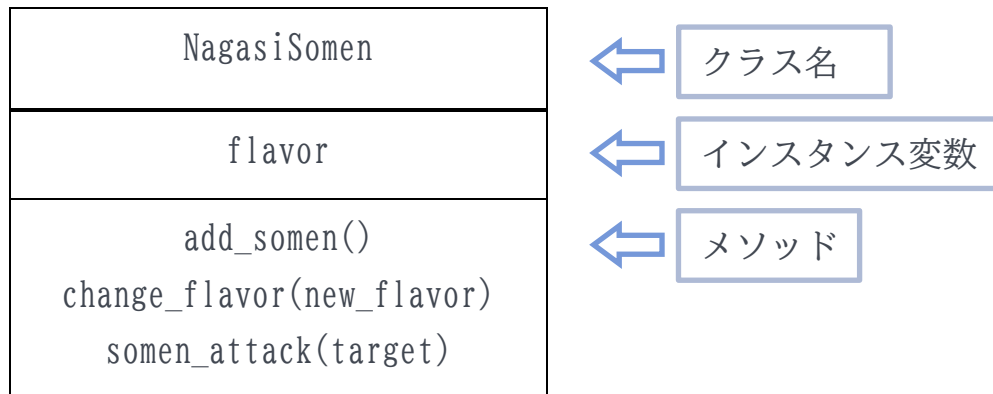 NagasiSomen
クラス名
flavor
インスタンス変数
add_somen()
メソッド
change_flavor(new_flavor)
somen_attack(target)